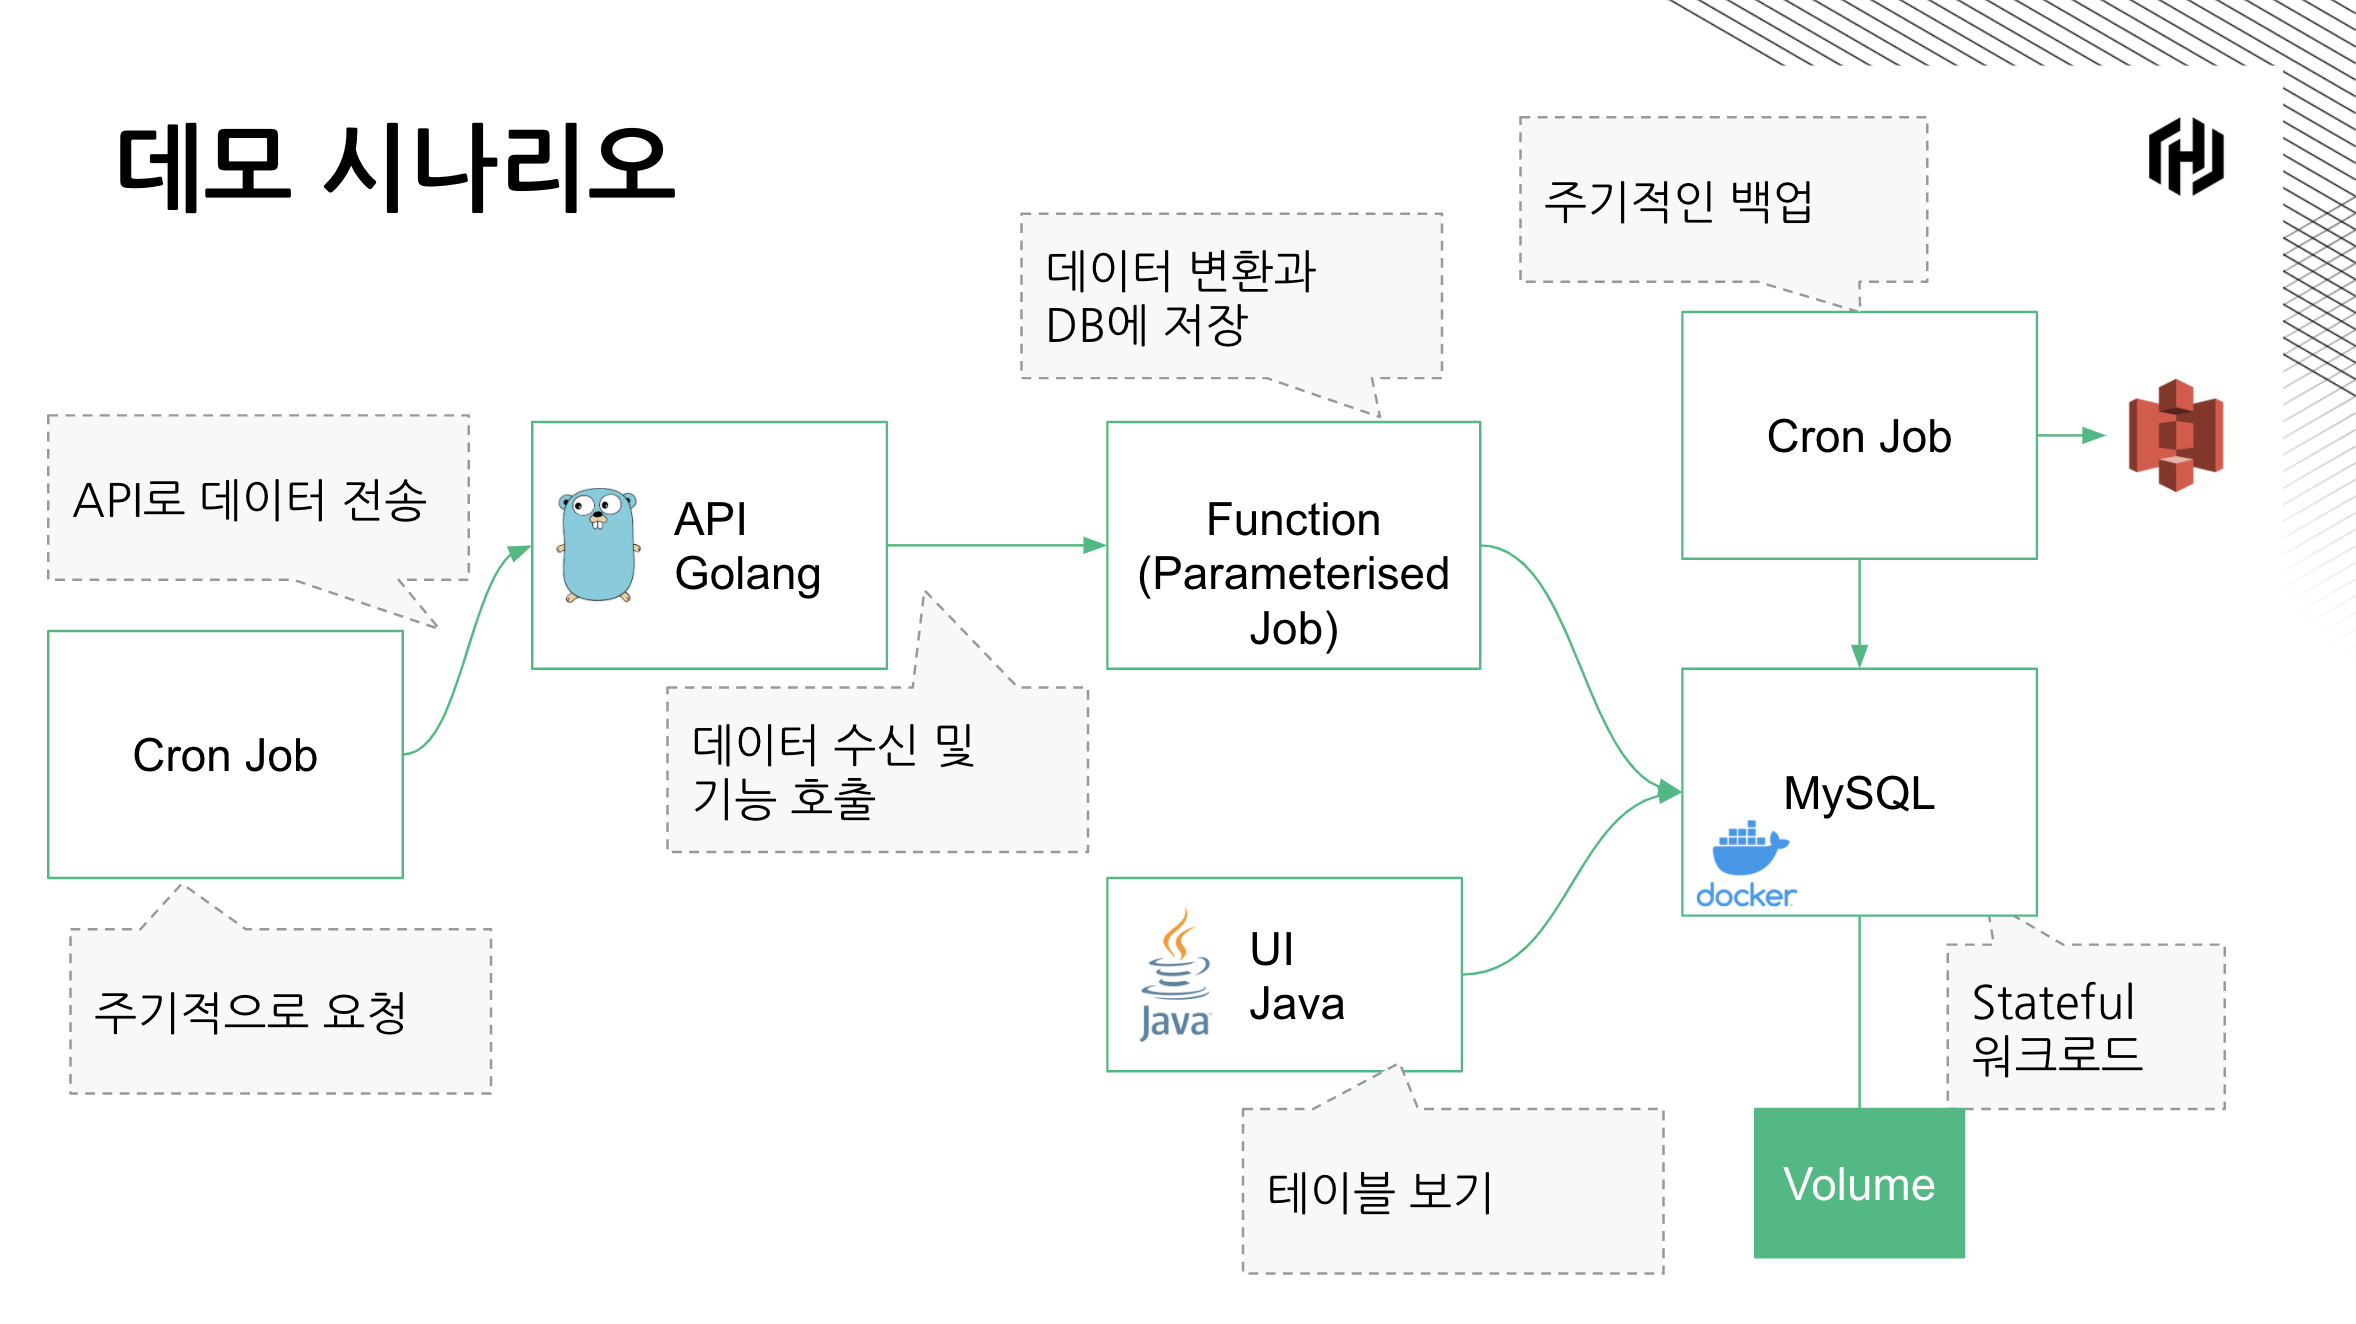 데모 시나리오
주기적인 백업
데이터 변환과
DB에 저장
Cron Job
API로 데이터 전송
API
Golang
Function
(Parameterised
Job)
Cron Job
데이터 수신 및
기능 호출
MySQL
docker
주기적으로 요청
UI
Java
Java
Stateful
워크로드
테이블 보기
Volume